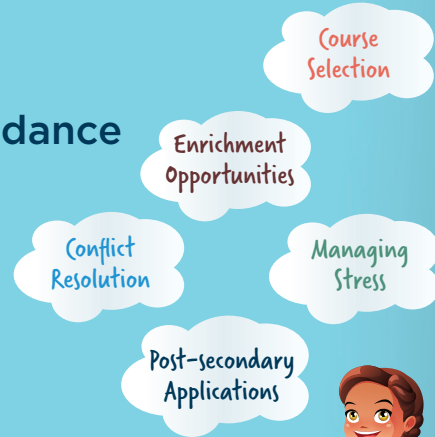 Course
Selection
dance
Enrichment
Opportunities
Conflict
Resolution
Managing
Stress
Post-secondary
Applications